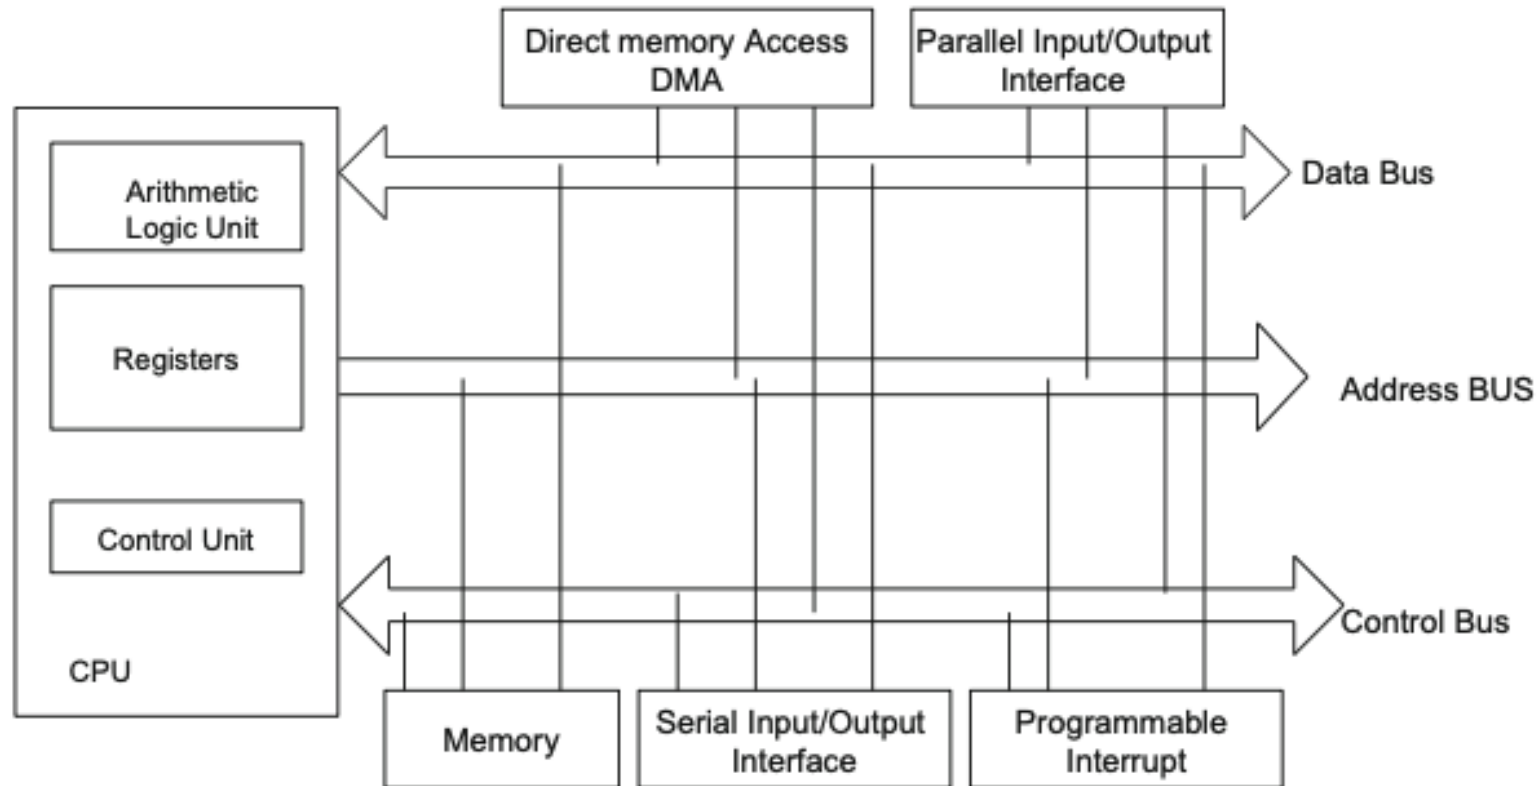 Direct memory Access
DMA
Parallel Input/Output
Interface
Arithmetic
Logic Unit
Data Bus
Registers
Address BUS
Control Unit
Control Bus
CPU
Memory
Serial Input/Output
Interface
Programmable
Interrupt